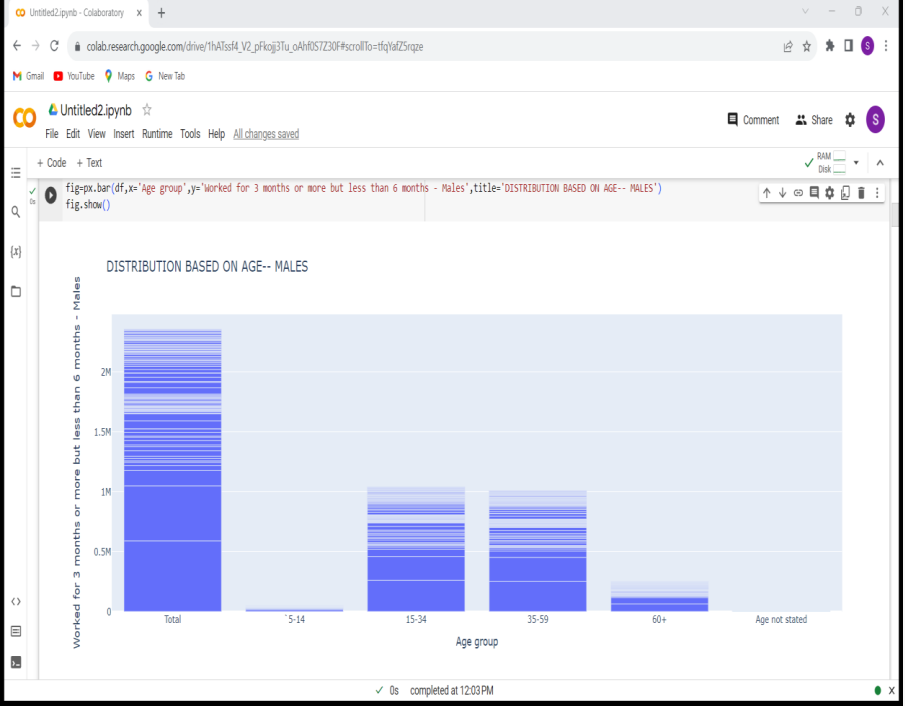 Untitled2.ipynb - Colaboratory
colab.research.google.com/drive/1hATssf4_V2_pFkojj3Tu_oAhf0S7Z30F#scrollTo=tfqYafZSrqze
S
Gmail YouTube Maps New Tab
Untitled2.ipynb
File Edit View Insert Runtime Tools Help All changes saved
Comment Share S
+ Code + Text
RAM
Disk
0s
fig=px.bar(df,x='Age group',y='Worked for 3 months or more but less than 6 months - Males',title='DISTRIBUTION BASED ON AGE-- MALES')
fig.show()
{x}
DISTRIBUTION BASED ON AGE-- MALES
Worked for 3 months or more but less than 6 months - Males
2M
1.5M
1M
0.5M
0
Total `5-14 15-34 35-59 60+ Age not stated
Age group
0s completed at 12:03 PM